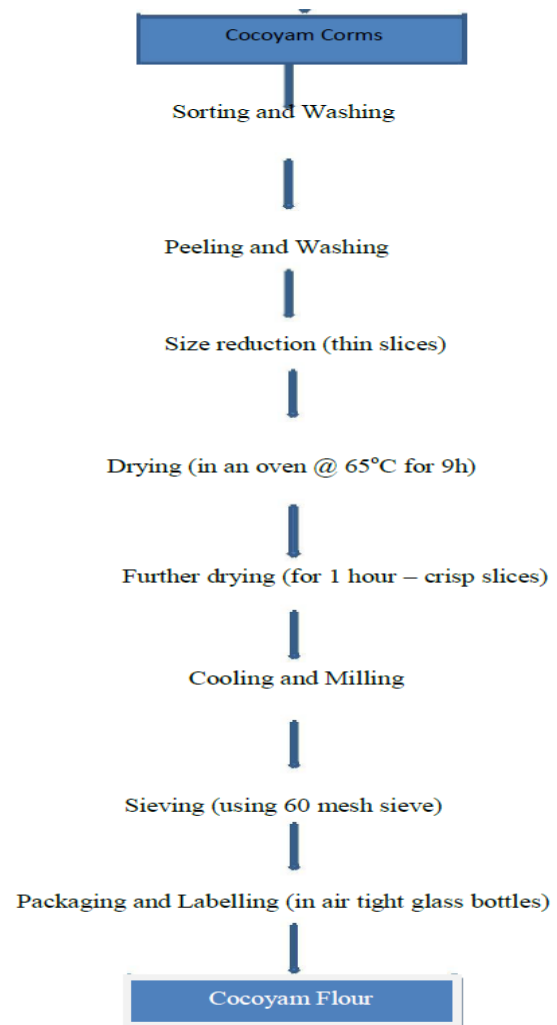 Cocoyam Corms
Sorting and Washing
Peeling and Washing
Size reduction (thin slices)
Drying (in an oven @ 65°C for 9h)
Further drying (for 1 hour – crisp slices)
Cooling and Milling
Sieving (using 60 mesh sieve)
Packaging and Labelling (in air tight glass bottles)
Cocoyam Flour